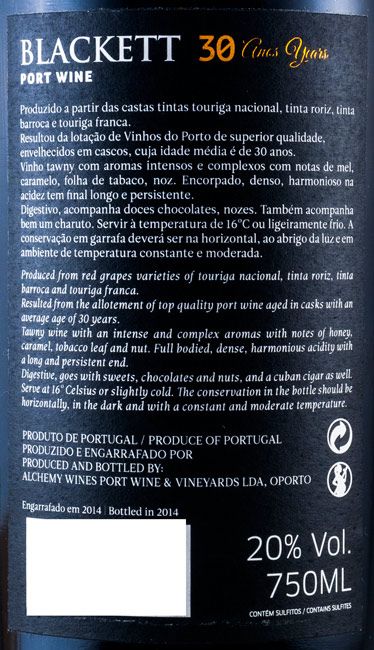 BLACKETT 30 Anos Years
PORT WINE
Produzido a partir das castas tintas touriga nacional, tinta roriz, tinta
barroca e touriga franca.
Resultou da lotação de Vinhos do Porto de superior qualidade,
envelhecidos em cascos, cuja idade média é de 30 anos.
Vinho tawny com aromas intensos e complexos com notas de mel,
caramelo, folha de tabaco, noz. Encorpado, denso, harmonioso na
acidez tem final longo e persistente.
Digestivo, acompanha doces chocolates, nozes. Também acompanha
bem um charuto. Servir à temperatura de 16°C ou ligeiramente frio. A
conservação em garrafa deverá ser na horizontal, ao abrigo da luz e em
ambiente de temperatura constante e moderada.
Produced from red grapes varieties of touriga nacional, tinta roriz, tinta
barroca and touriga franca.
Resulted from the allotement of top quality port wine aged in casks with an
average age of 30 years.
Tawny wine with an intense and complex aromas with notes of honey,
caramel, tobacco leaf and nut. Full bodied, dense, harmonious acidity with
a long and persistent end.
Digestive, goes with sweets, chocolates and nuts, and a cuban cigar as well.
Serve at 16° Celsius or slightly cold. The conservation in the bottle should be
horizontally, in the dark and with a constant and moderate temperature.
PRODUTO DE PORTUGAL / PRODUCE OF PORTUGAL
PRODUZIDO E ENGARRAFADO POR
PRODUCED AND BOTTLED BY:
ALCHEMY WINES PORT WINE & VINEYARDS LDA, OPORTO
Engarrafado em 2014 | Bottled in 2014
20% Vol.
750ML
CONTÉM SULFITOS / CONTAINS SULFITES